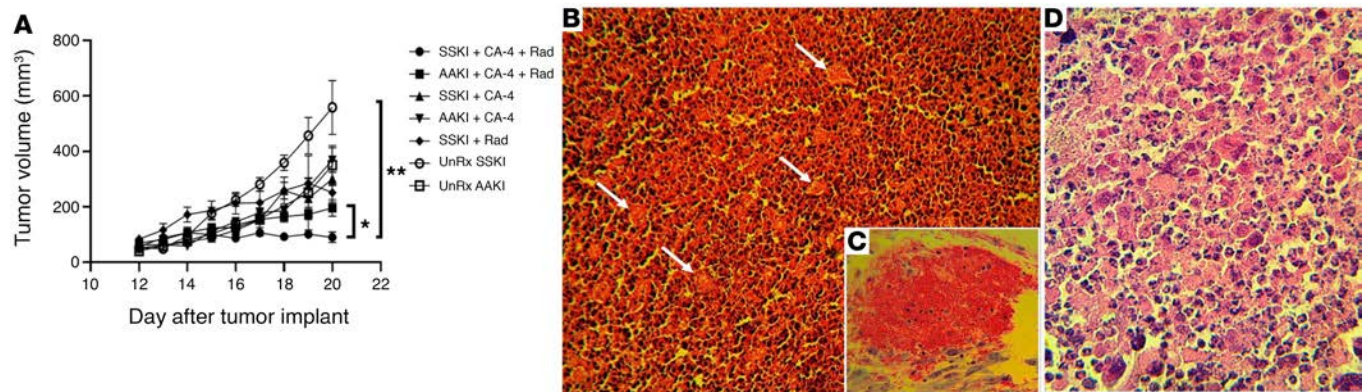 A
Tumor volume (mm³)
800
600
400
200
0
10 12 14 16 18 20 22
Day after tumor implant
SSKI + CA-4 + Rad
AAKI + CA-4 + Rad
SSKI + CA-4
AAKI + CA-4
SSKI + Rad
UnRx SSKI
UnRx AAKI
**
*
B
C
D